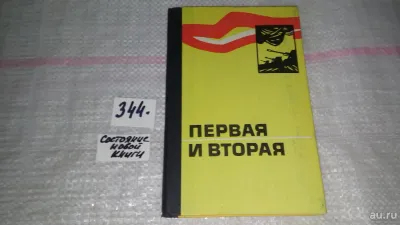 344.
Состояние
новой
Книги
ПЕРВАЯ
И ВТОРАЯ
au.ru